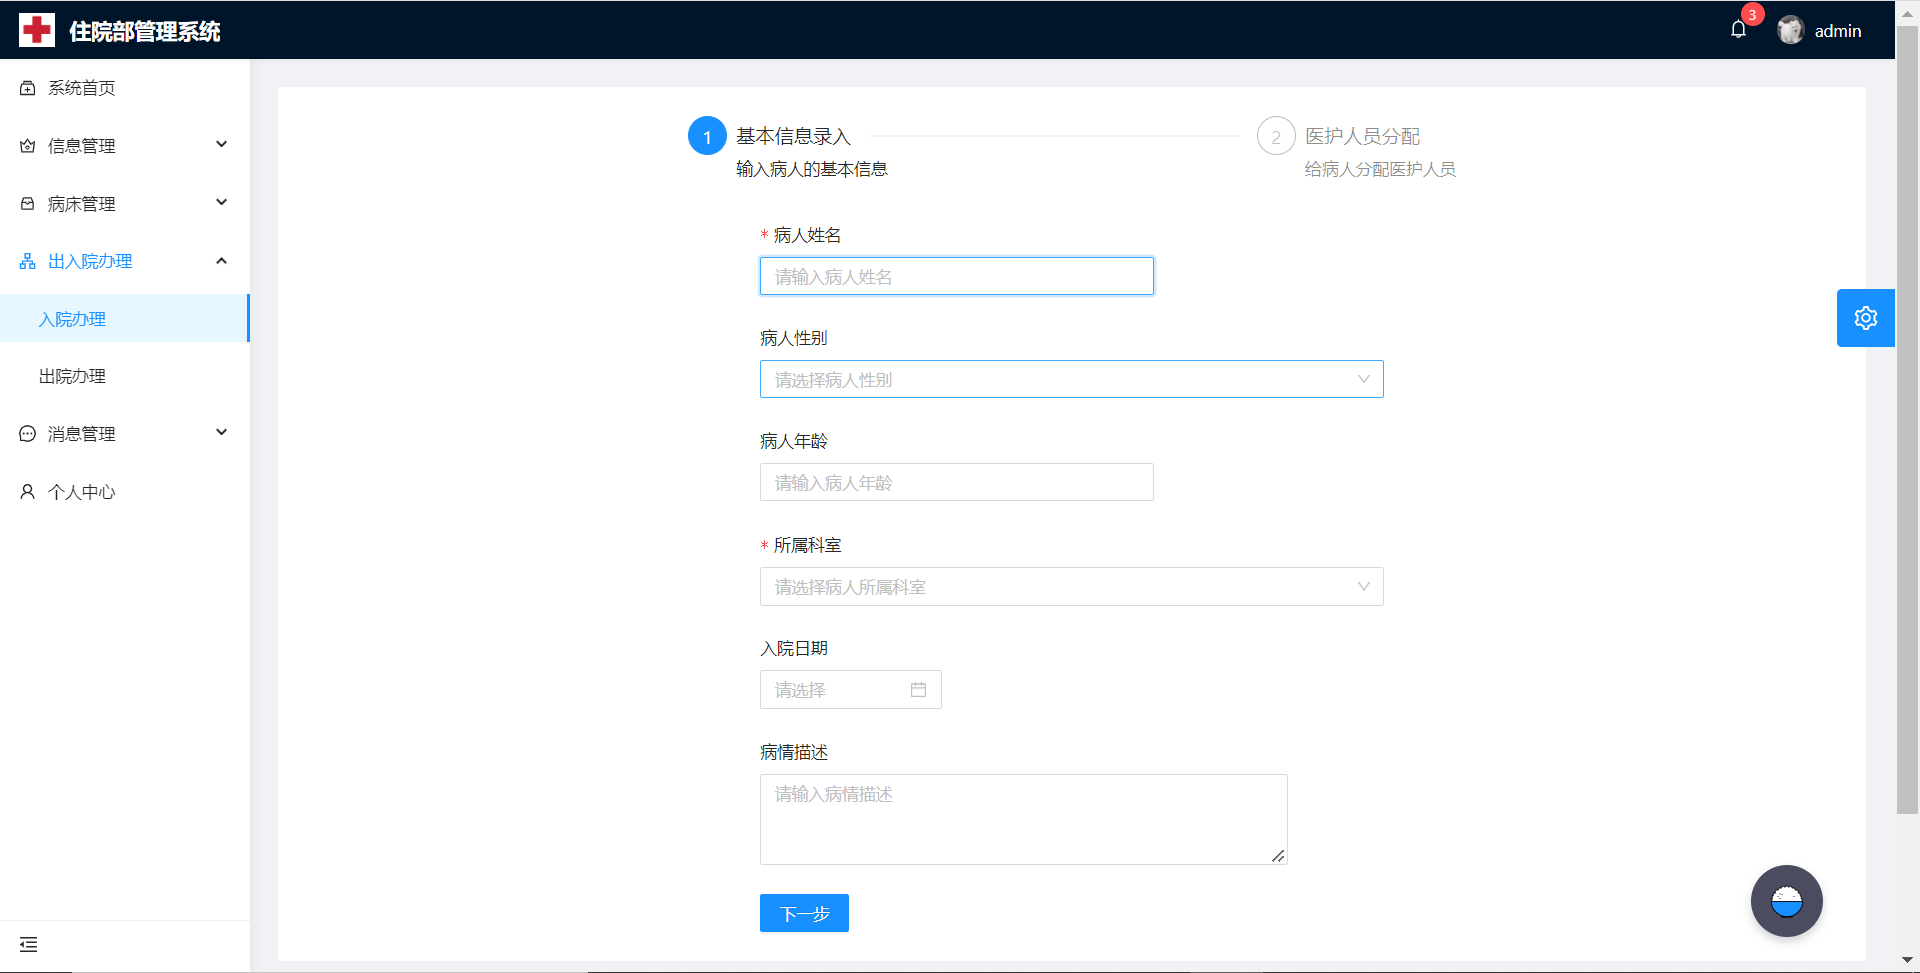 住院部管理系统
3
admin
系统首页
信息管理
病床管理
出入院办理
入院办理
出院办理
消息管理
个人中心
1
基本信息录入
输入病人的基本信息
2
医护人员分配
给病人分配医护人员
* 病人姓名
请输入病人姓名
病人性别
请选择病人性别
病人年龄
请输入病人年龄
* 所属科室
请选择病人所属科室
入院日期
请选择
病情描述
请输入病情描述
下一步